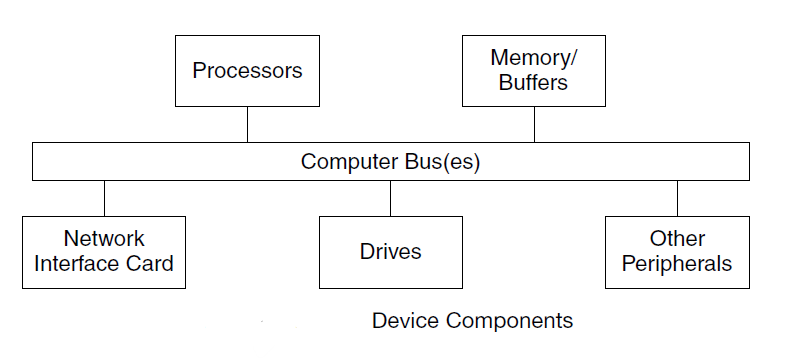 Processors
Memory/
Buffers
Computer Bus(es)
Network
Interface Card
Drives
Other
Peripherals
Device Components